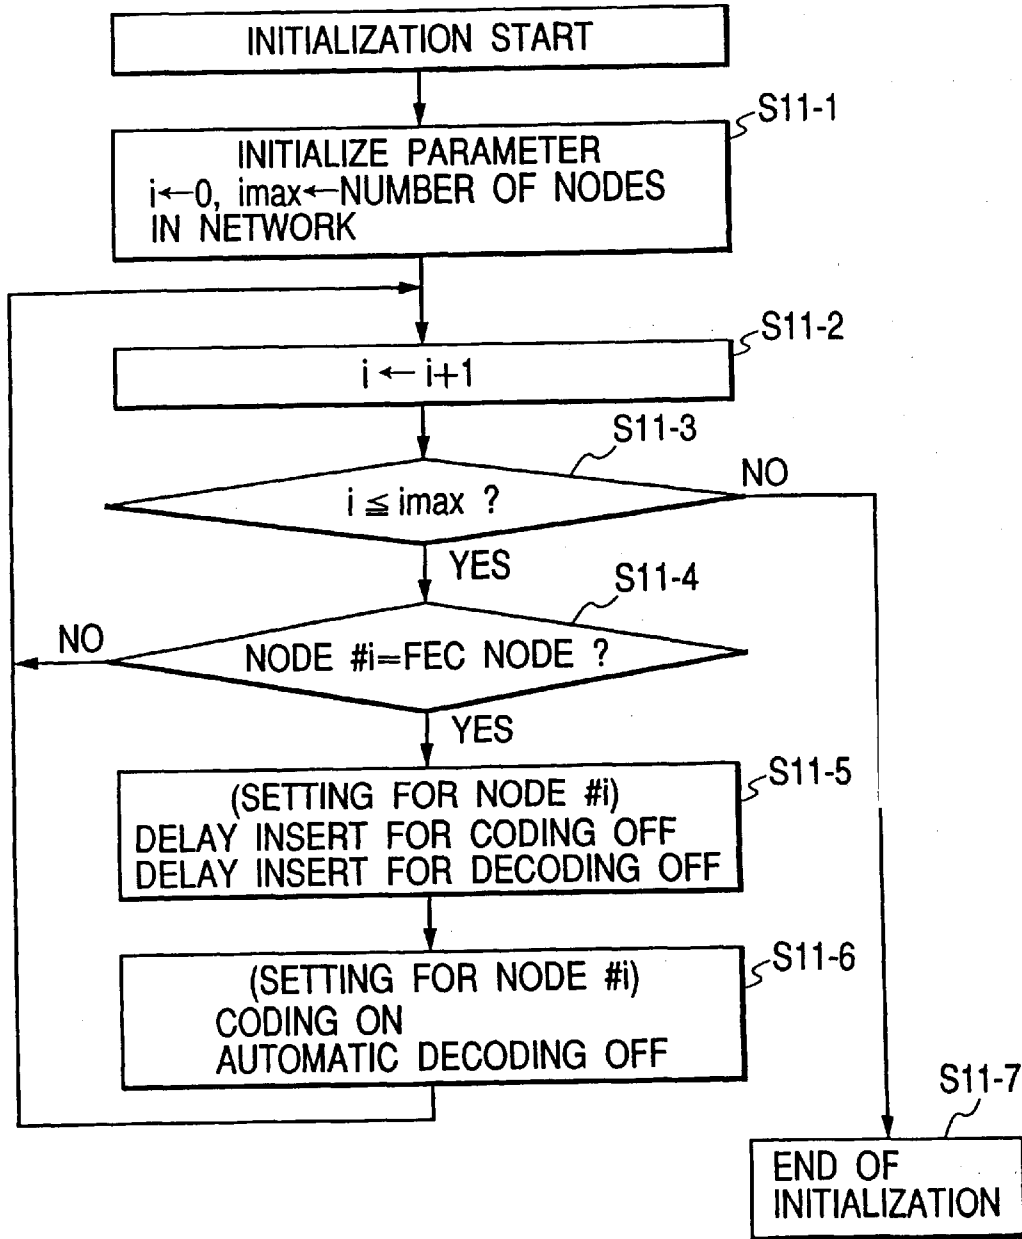 INITIALIZATION START
S11-1
INITIALIZE PARAMETER
i←0, imax←NUMBER OF NODES
IN NETWORK
S11-2
i ← i+1
S11-3
i ≦ imax ?
NO
YES
S11-4
NO
NODE #i=FEC NODE ?
YES
S11-5
(SETTING FOR NODE #i)
DELAY INSERT FOR CODING OFF
DELAY INSERT FOR DECODING OFF
S11-6
(SETTING FOR NODE #i)
CODING ON
AUTOMATIC DECODING OFF
S11-7
END OF
INITIALIZATION